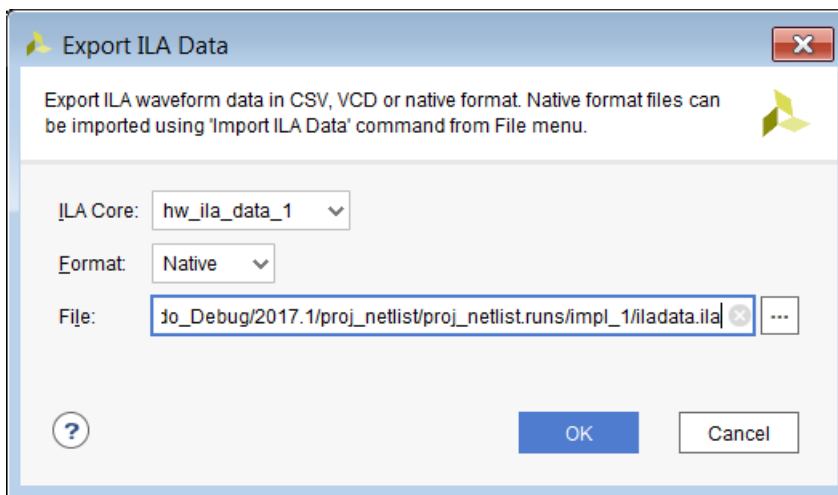 Export ILA Data
Export ILA waveform data in CSV, VCD or native format. Native format files can
be imported using 'Import ILA Data' command from File menu.
ILA Core: hw_ila_data_1
Format: Native
File: do_Debug/2017.1/proj_netlist/proj_netlist.runs/impl_1/iladata.ila ...
? OK Cancel